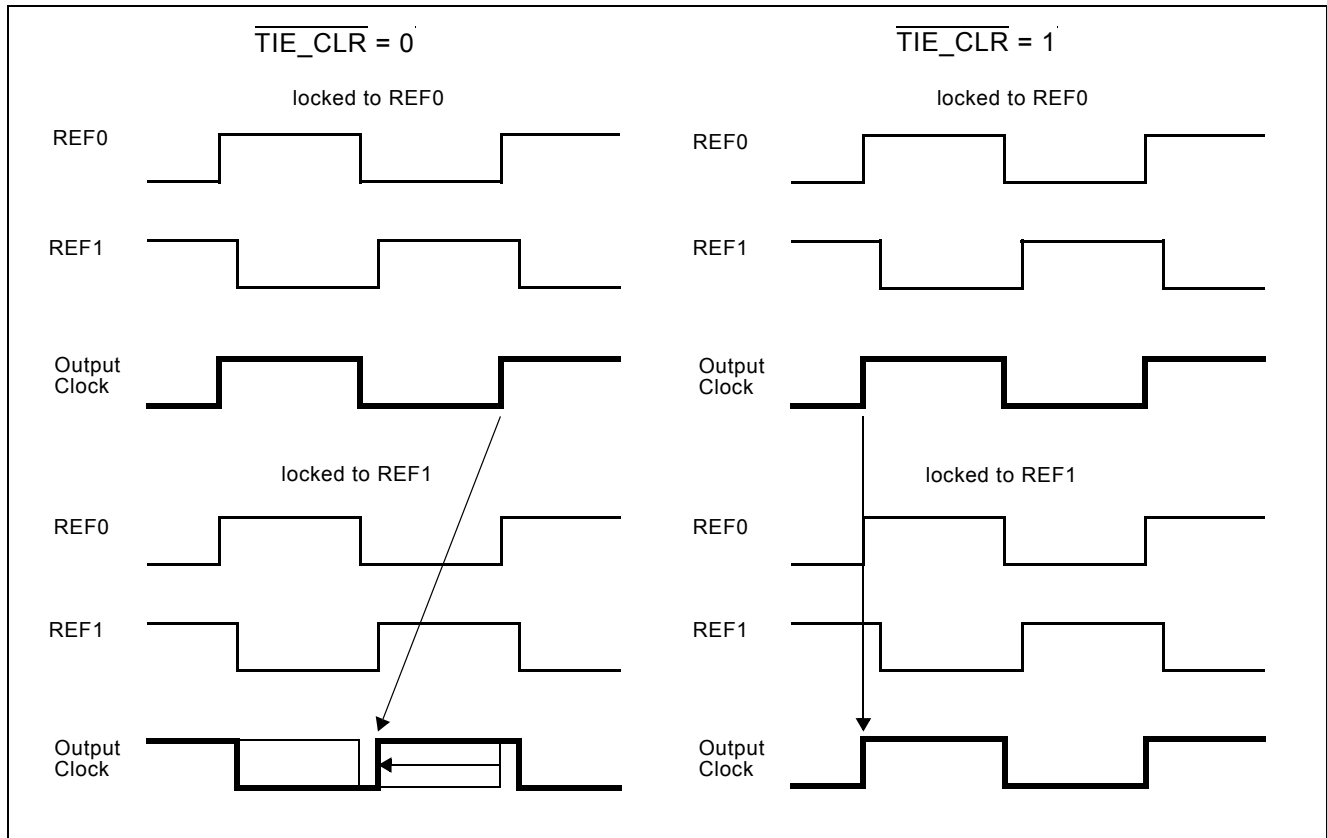 TIE_CLR = 0
locked to REF0
REF0
REF1
Output
Clock
locked to REF1
REF0
REF1
Output
Clock
TIE_CLR = 1
locked to REF0
REF0
REF1
Output
Clock
locked to REF1
REF0
REF1
Output
Clock